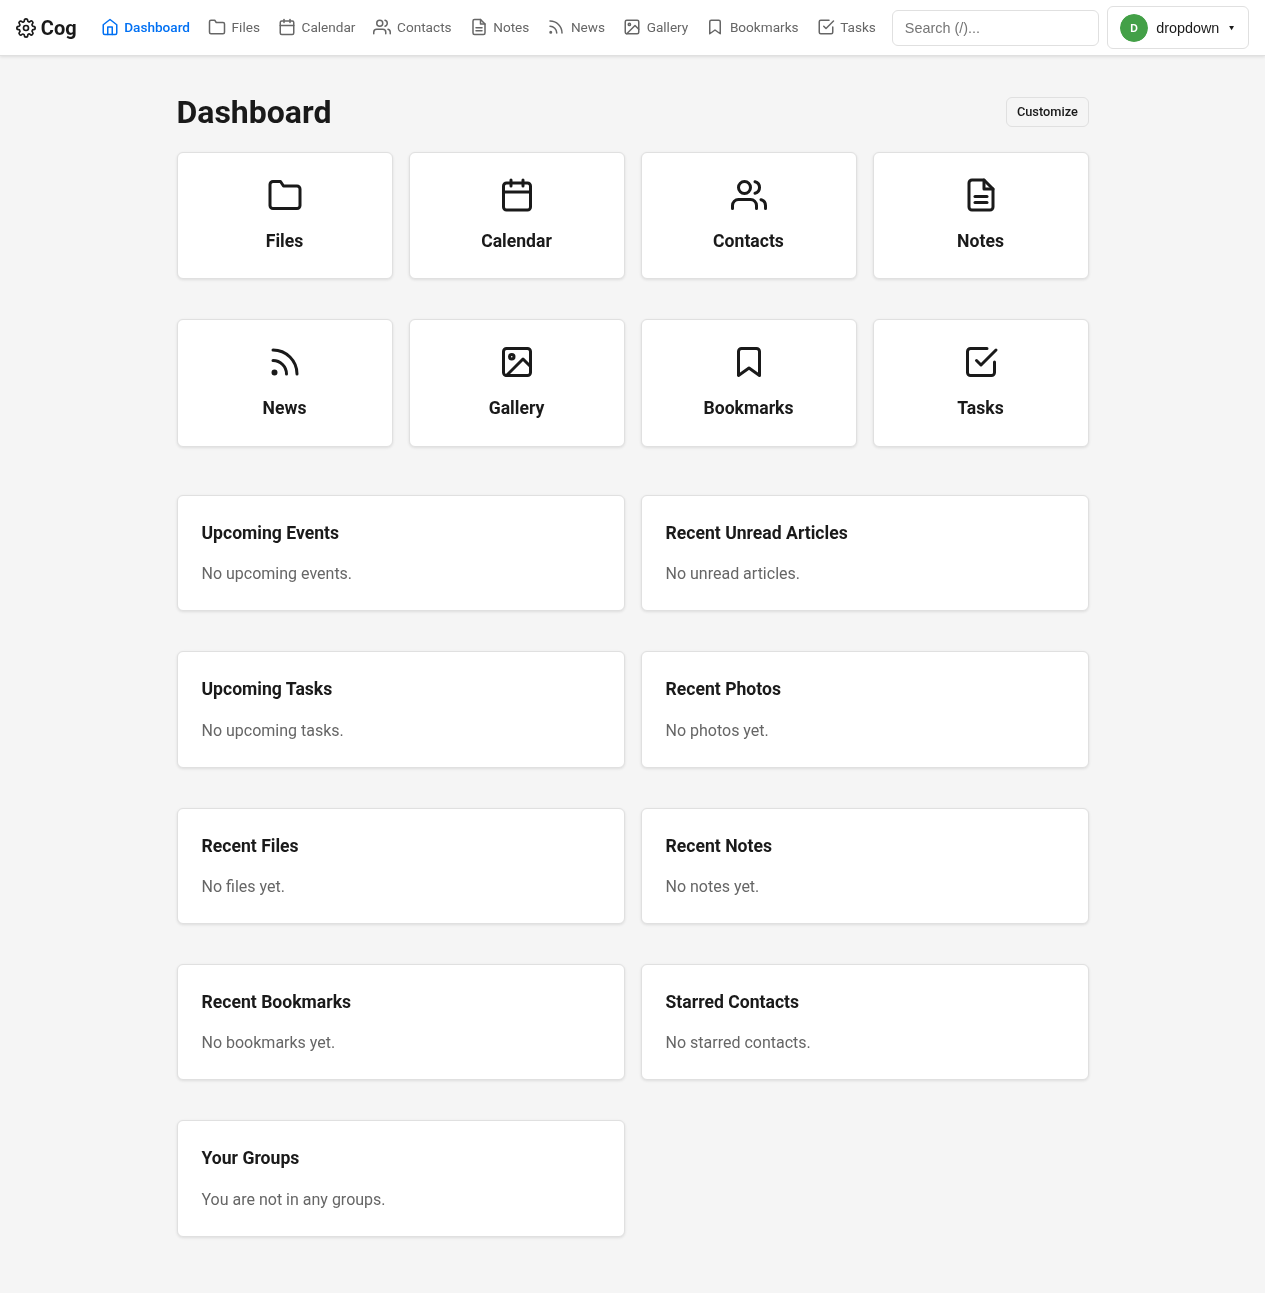 Cog Dashboard Files Calendar Contacts Notes News Gallery Bookmarks Tasks Search (/)... D dropdown ▾
Dashboard Customize
Files Calendar Contacts Notes
News Gallery Bookmarks Tasks
Upcoming Events
No upcoming events.
Recent Unread Articles
No unread articles.
Upcoming Tasks
No upcoming tasks.
Recent Photos
No photos yet.
Recent Files
No files yet.
Recent Notes
No notes yet.
Recent Bookmarks
No bookmarks yet.
Starred Contacts
No starred contacts.
Your Groups
You are not in any groups.